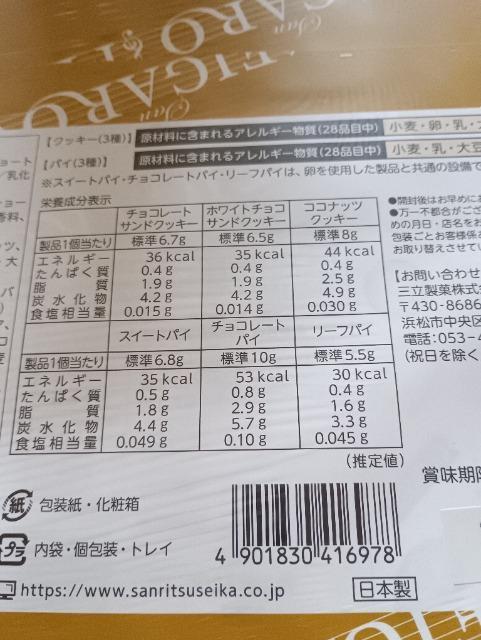 FIGARO
San
FIGARO
San
【クッキー(3種)】 原材料に含まれるアレルギー物質(28品目中) 小麦・卵・乳・
【パイ(3種)】 原材料に含まれるアレルギー物質(28品目中) 小麦・乳・大豆
※スイートパイ・チョコレートパイ・リーフパイは、卵を使用した製品と共通の設備で
栄養成分表示
チョコレートサンドクッキー ホワイトチョコサンドクッキー ココナッツクッキー
製品1個当たり 標準6.7g 標準6.5g 標準8g
エネルギー 36 kcal 35 kcal 44 kcal
たんぱく質 0.4 g 0.4 g 0.4 g
脂質 1.9 g 1.9 g 2.5 g
炭水化物 4.2 g 4.2 g 4.9 g
食塩相当量 0.015 g 0.014 g 0.030 g
スイートパイ チョコレートパイ リーフパイ
製品1個当たり 標準6.8g 標準10g 標準5.5g
エネルギー 35 kcal 53 kcal 30 kcal
たんぱく質 0.5 g 0.8 g 0.4 g
脂質 1.8 g 2.9 g 1.6 g
炭水化物 4.4 g 5.7 g 3.3 g
食塩相当量 0.049 g 0.10 g 0.045 g
(推定値)
●開封後はお早めに
●万一不都合がござ
め の月日・店名をお
包装ごとお客様係
お取り替えさせてい
【お問い合わせ
三立製菓株式
〒430-8686
浜松市中央区
電話:053-4
(祝日を除く
賞味期限
紙 包装紙・化粧箱
プラ 内袋・個包装・トレイ
4 901830 416978
https://www.sanritsuseika.co.jp
日本製